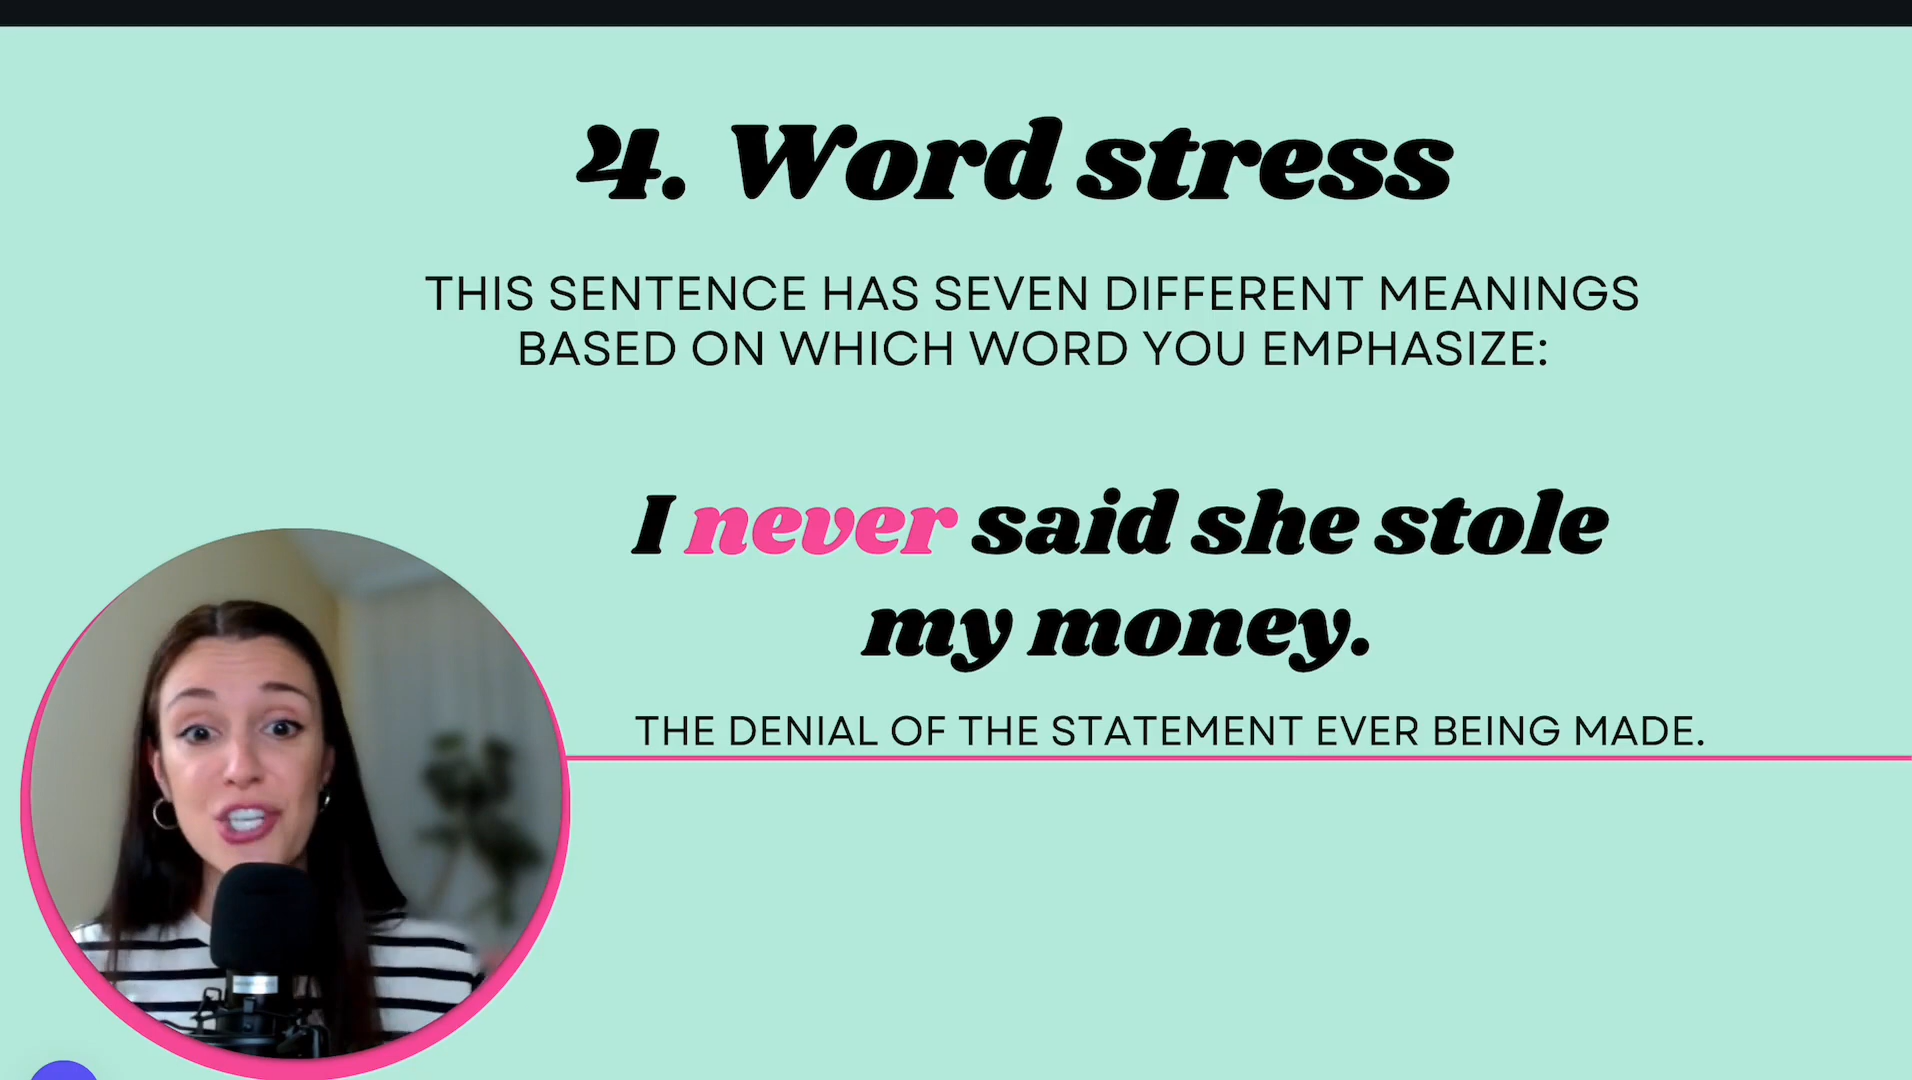 4. Word stress
THIS SENTENCE HAS SEVEN DIFFERENT MEANINGS
BASED ON WHICH WORD YOU EMPHASIZE:
I never said she stole
my money.
THE DENIAL OF THE STATEMENT EVER BEING MADE.